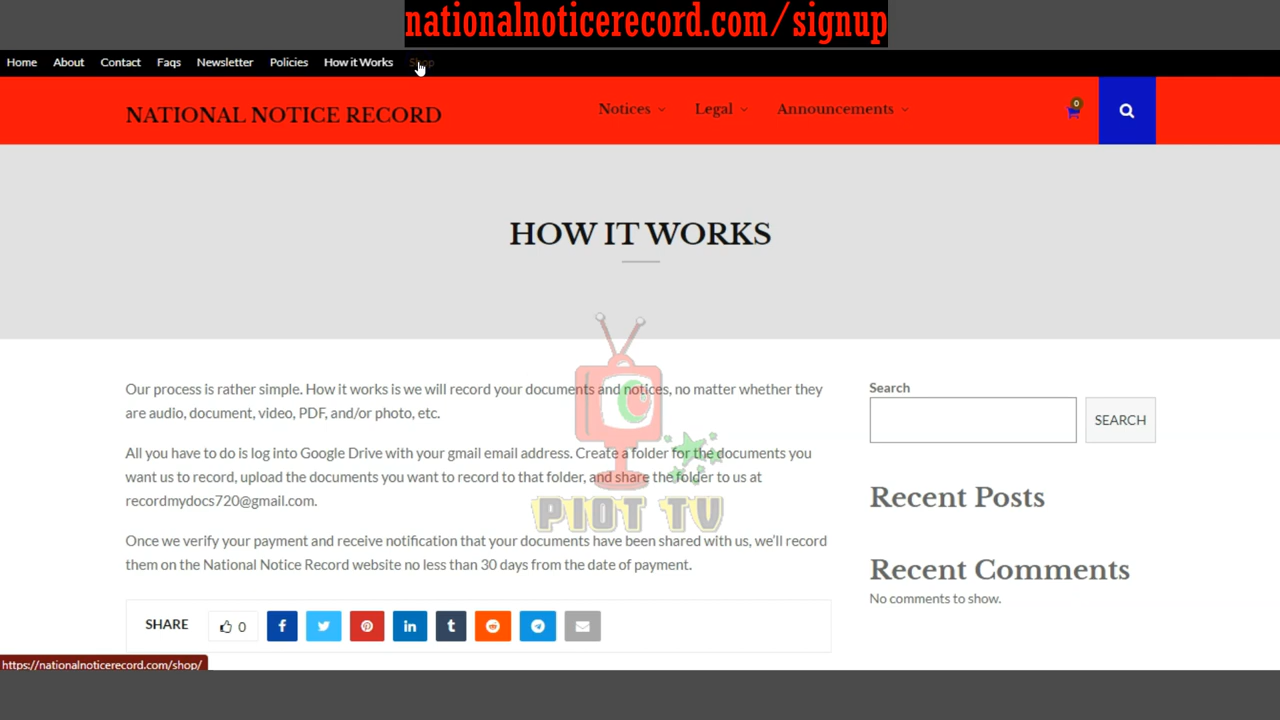 nationalnoticerecord.com/signup
Home About Contact Faqs Newsletter Policies How it Works Shop
NATIONAL NOTICE RECORD Notices Legal Announcements 0
HOW IT WORKS
Our process is rather simple. How it works is we will record your documents and notices, no matter whether they
are audio, document, video, PDF, and/or photo, etc.
All you have to do is log into Google Drive with your gmail email address. Create a folder for the documents you
want us to record, upload the documents you want to record to that folder, and share the folder to us at
recordmydocs720@gmail.com.
Once we verify your payment and receive notification that your documents have been shared with us, we'll record
them on the National Notice Record website no less than 30 days from the date of payment.
SHARE 0
Search
SEARCH
Recent Posts
Recent Comments
No comments to show.
C
PIOT TV
https://nationalnoticerecord.com/shop/